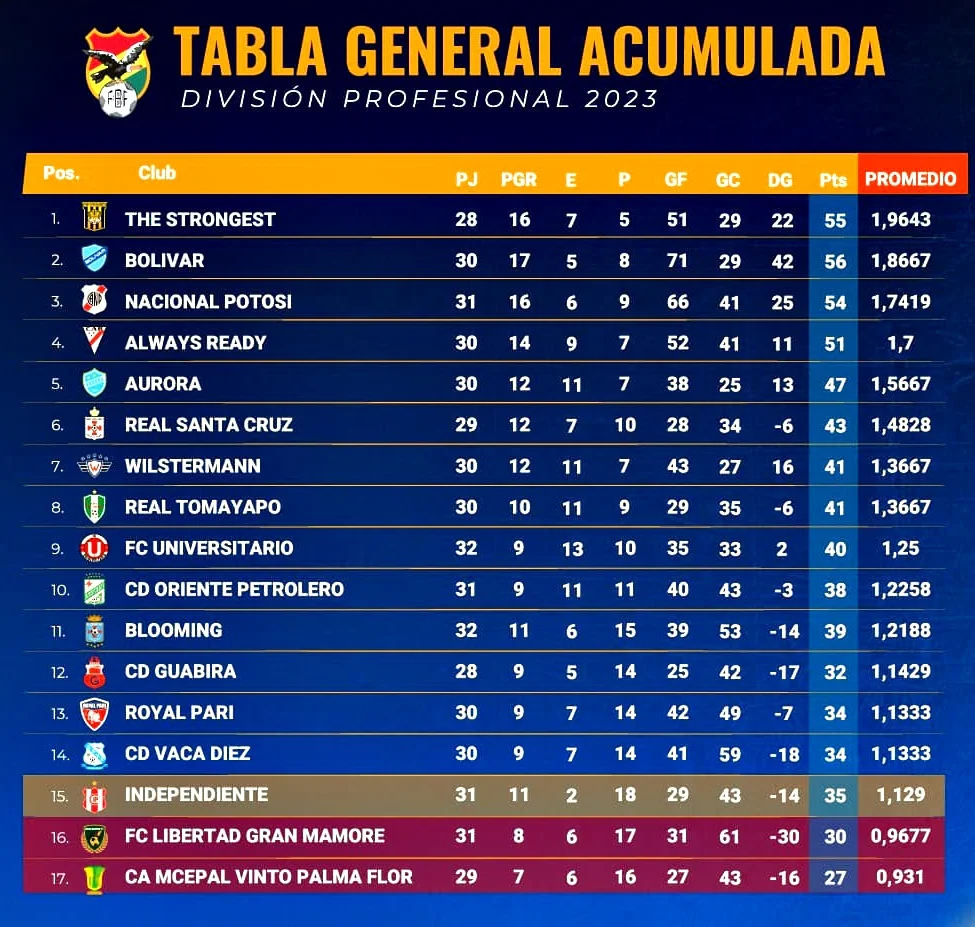 TABLA GENERAL ACUMULADA
DIVISIÓN PROFESIONAL 2023
Pos. Club PJ PGR E P GF GC DG Pts PROMEDIO
1. THE STRONGEST 28 16 7 5 51 29 22 55 1,9643
2. BOLIVAR 30 17 5 8 71 29 42 56 1,8667
3. NACIONAL POTOSI 31 16 6 9 66 41 25 54 1,7419
4. ALWAYS READY 30 14 9 7 52 41 11 51 1,7
5. AURORA 30 12 11 7 38 25 13 47 1,5667
6. REAL SANTA CRUZ 29 12 7 10 28 34 -6 43 1,4828
7. WILSTERMANN 30 12 11 7 43 27 16 41 1,3667
8. REAL TOMAYAPO 30 10 11 9 29 35 -6 41 1,3667
9. FC UNIVERSITARIO 32 9 13 10 35 33 2 40 1,25
10. CD ORIENTE PETROLERO 31 9 11 11 40 43 -3 38 1,2258
11. BLOOMING 32 11 6 15 39 53 -14 39 1,2188
12. CD GUABIRA 28 9 5 14 25 42 -17 32 1,1429
13. ROYAL PARI 30 9 7 14 42 49 -7 34 1,1333
14. CD VACA DIEZ 30 9 7 14 41 59 -18 34 1,1333
15. INDEPENDIENTE 31 11 2 18 29 43 -14 35 1,129
16. FC LIBERTAD GRAN MAMORE 31 8 6 17 31 61 -30 30 0,9677
17. CA MCEPAL VINTO PALMA FLOR 29 7 6 16 27 43 -16 27 0,931